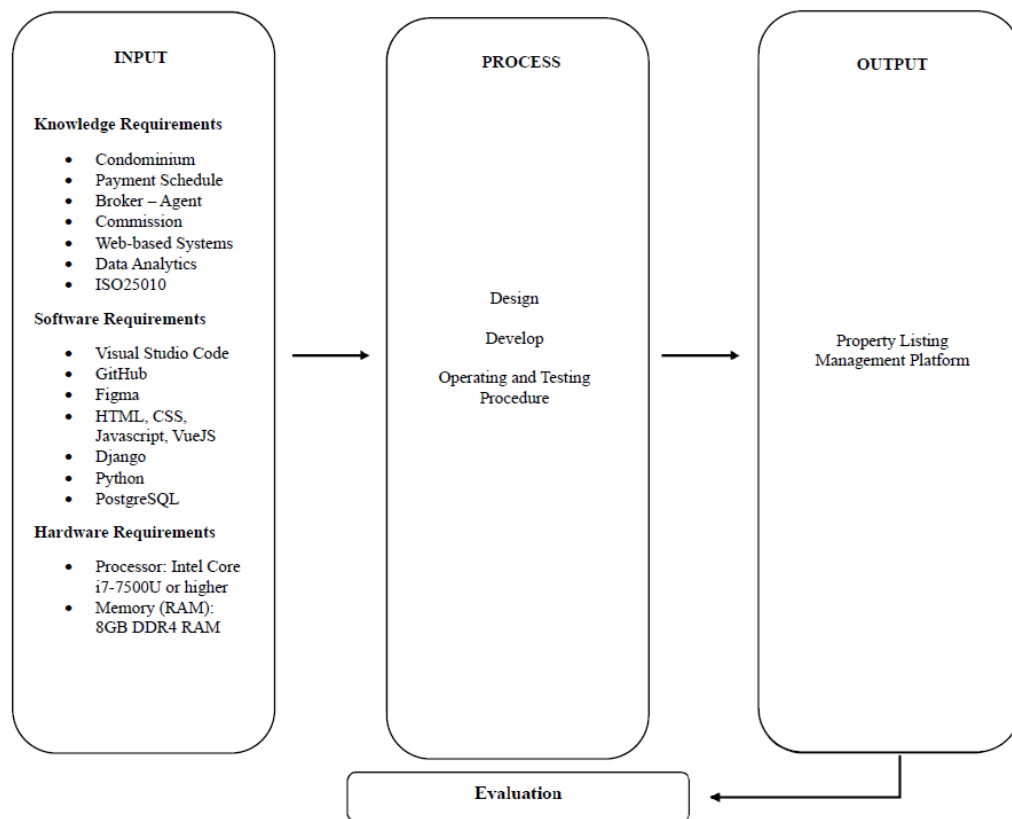 INPUT
Knowledge Requirements
• Condominium
• Payment Schedule
• Broker – Agent
• Commission
• Web-based Systems
• Data Analytics
• ISO25010
Software Requirements
• Visual Studio Code
• GitHub
• Figma
• HTML, CSS,
Javascript, VueJS
• Django
• Python
• PostgreSQL
Hardware Requirements
• Processor: Intel Core
i7-7500U or higher
• Memory (RAM):
8GB DDR4 RAM
PROCESS
Design
Develop
Operating and Testing
Procedure
OUTPUT
Property Listing
Management Platform
Evaluation